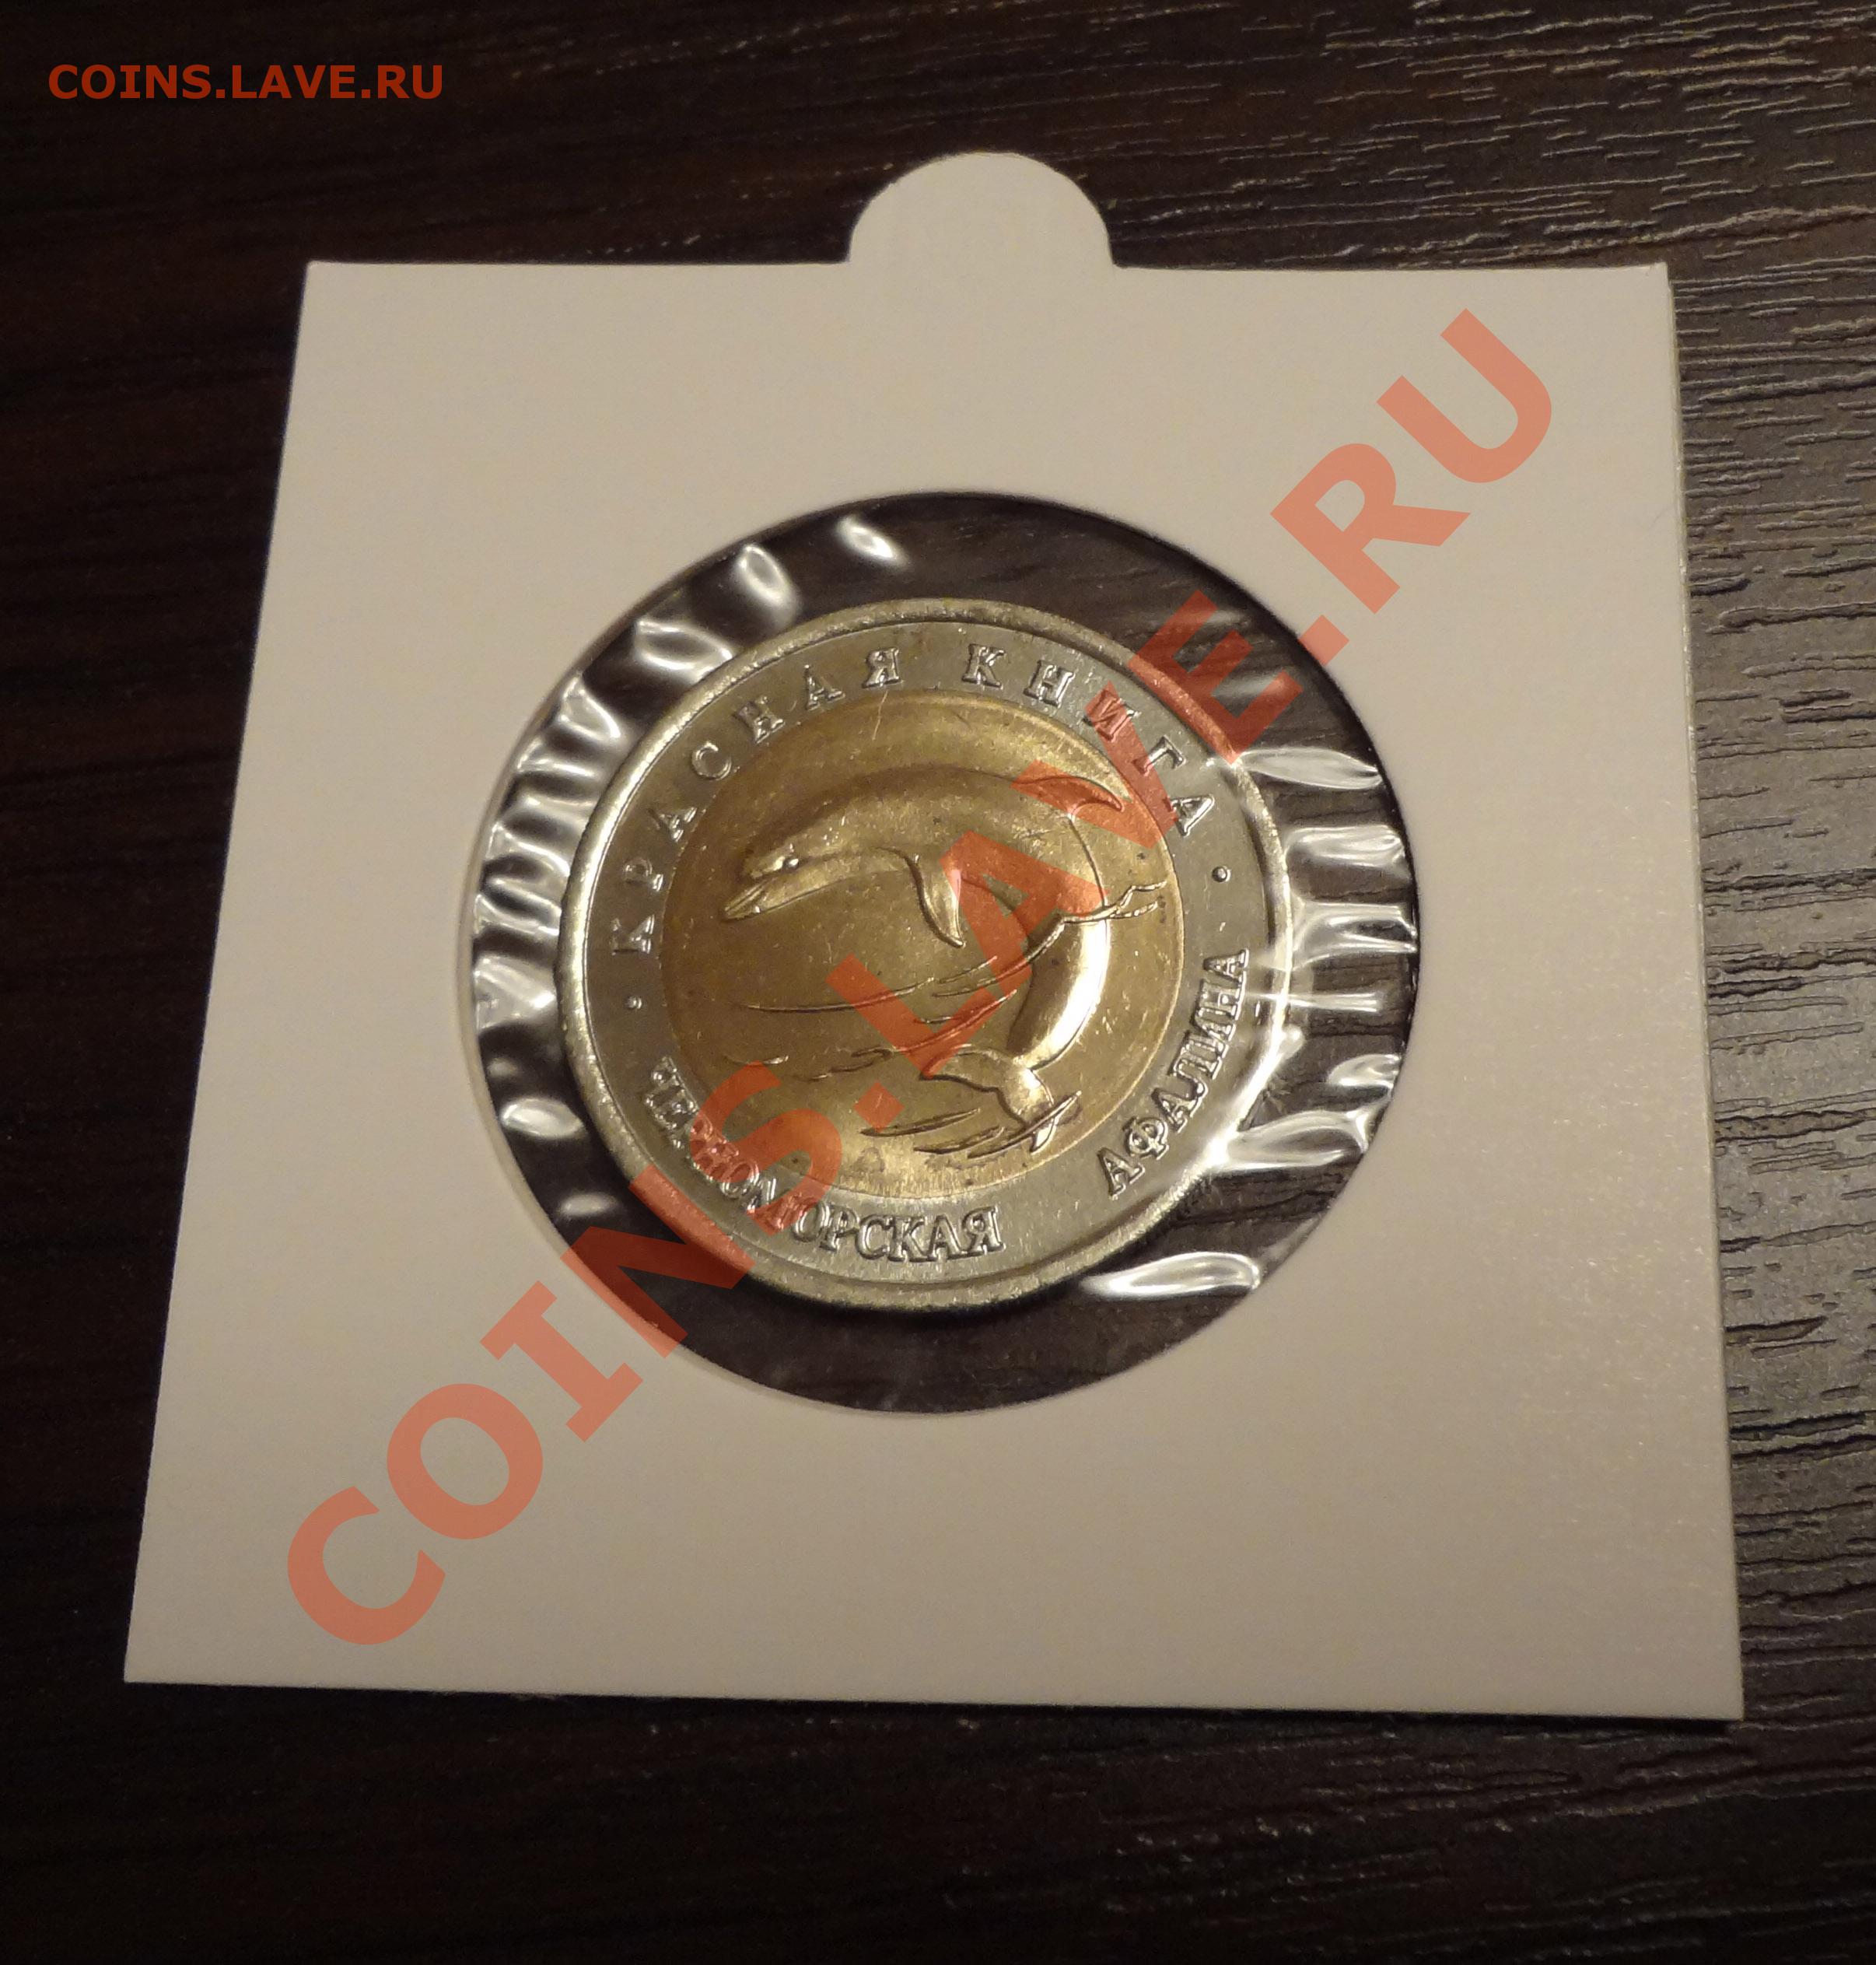 COINS.LAVE.RU
· КРАСНАЯ КНИГА ·
ЧЕРНОМОРСКАЯ АФАЛИНА
COINS.LAVE.RU